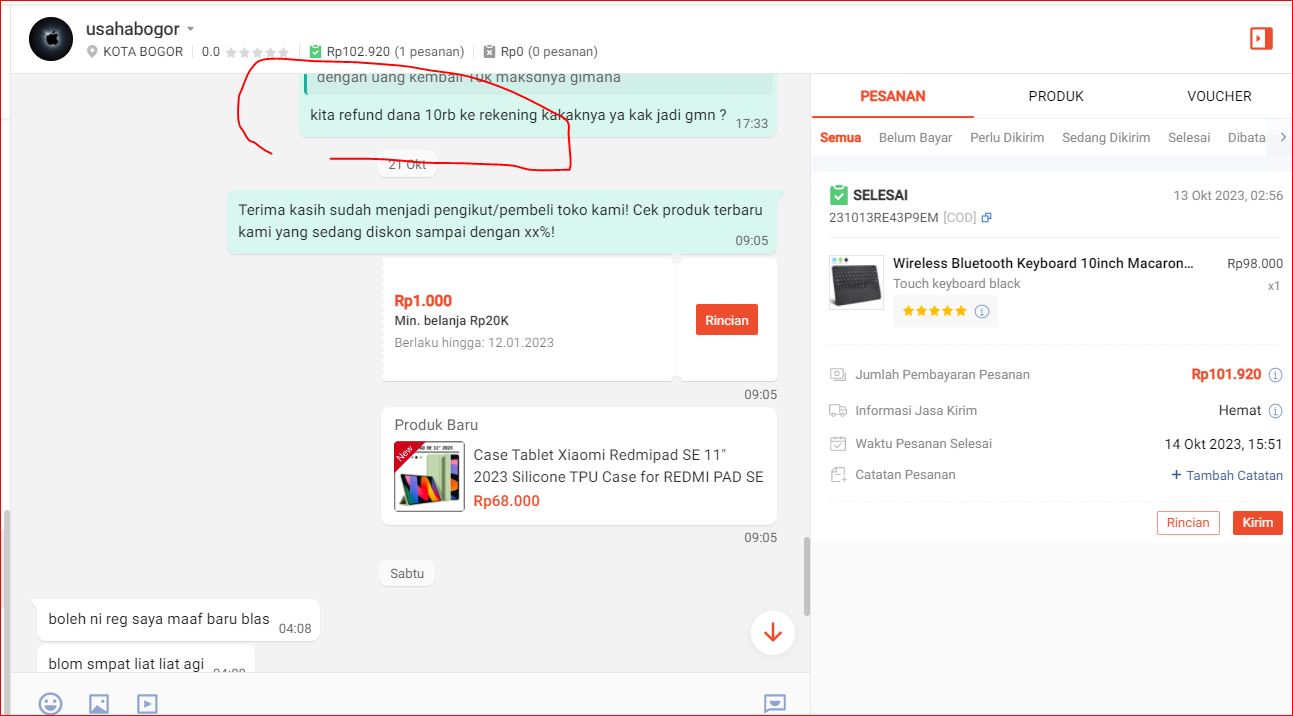 usahabogor
KOTA BOGOR
0.0
Rp102.920 (1 pesanan)
Rp0 (0 pesanan)
dengan uang kembali 10k maksdnya gimana
kita refund dana 10rb ke rekening kakaknya ya kak jadi gmn ?
17:33
21 Okt
Terima kasih sudah menjadi pengikut/pembeli toko kami! Cek produk terbaru
kami yang sedang diskon sampai dengan xx%!
09:05
Rp1.000
Min. belanja Rp20K
Berlaku hingga: 12.01.2023
Rincian
09:05
Produk Baru
New
Case Tablet Xiaomi Redmipad SE 11"
2023 Silicone TPU Case for REDMI PAD SE
Rp68.000
09:05
Sabtu
boleh ni reg saya maaf baru blas
04:08
blom smpat liat liat agi
04:08
PESANAN
PRODUK
VOUCHER
Semua
Belum Bayar
Perlu Dikirim
Sedang Dikirim
Selesai
Dibata
SELESAI
13 Okt 2023, 02:56
231013RE43P9EM [COD]
Wireless Bluetooth Keyboard 10inch Macaron...
Rp98.000
Touch keyboard black
x1
Jumlah Pembayaran Pesanan
Rp101.920
Informasi Jasa Kirim
Hemat
Waktu Pesanan Selesai
14 Okt 2023, 15:51
Catatan Pesanan
+ Tambah Catatan
Rincian
Kirim